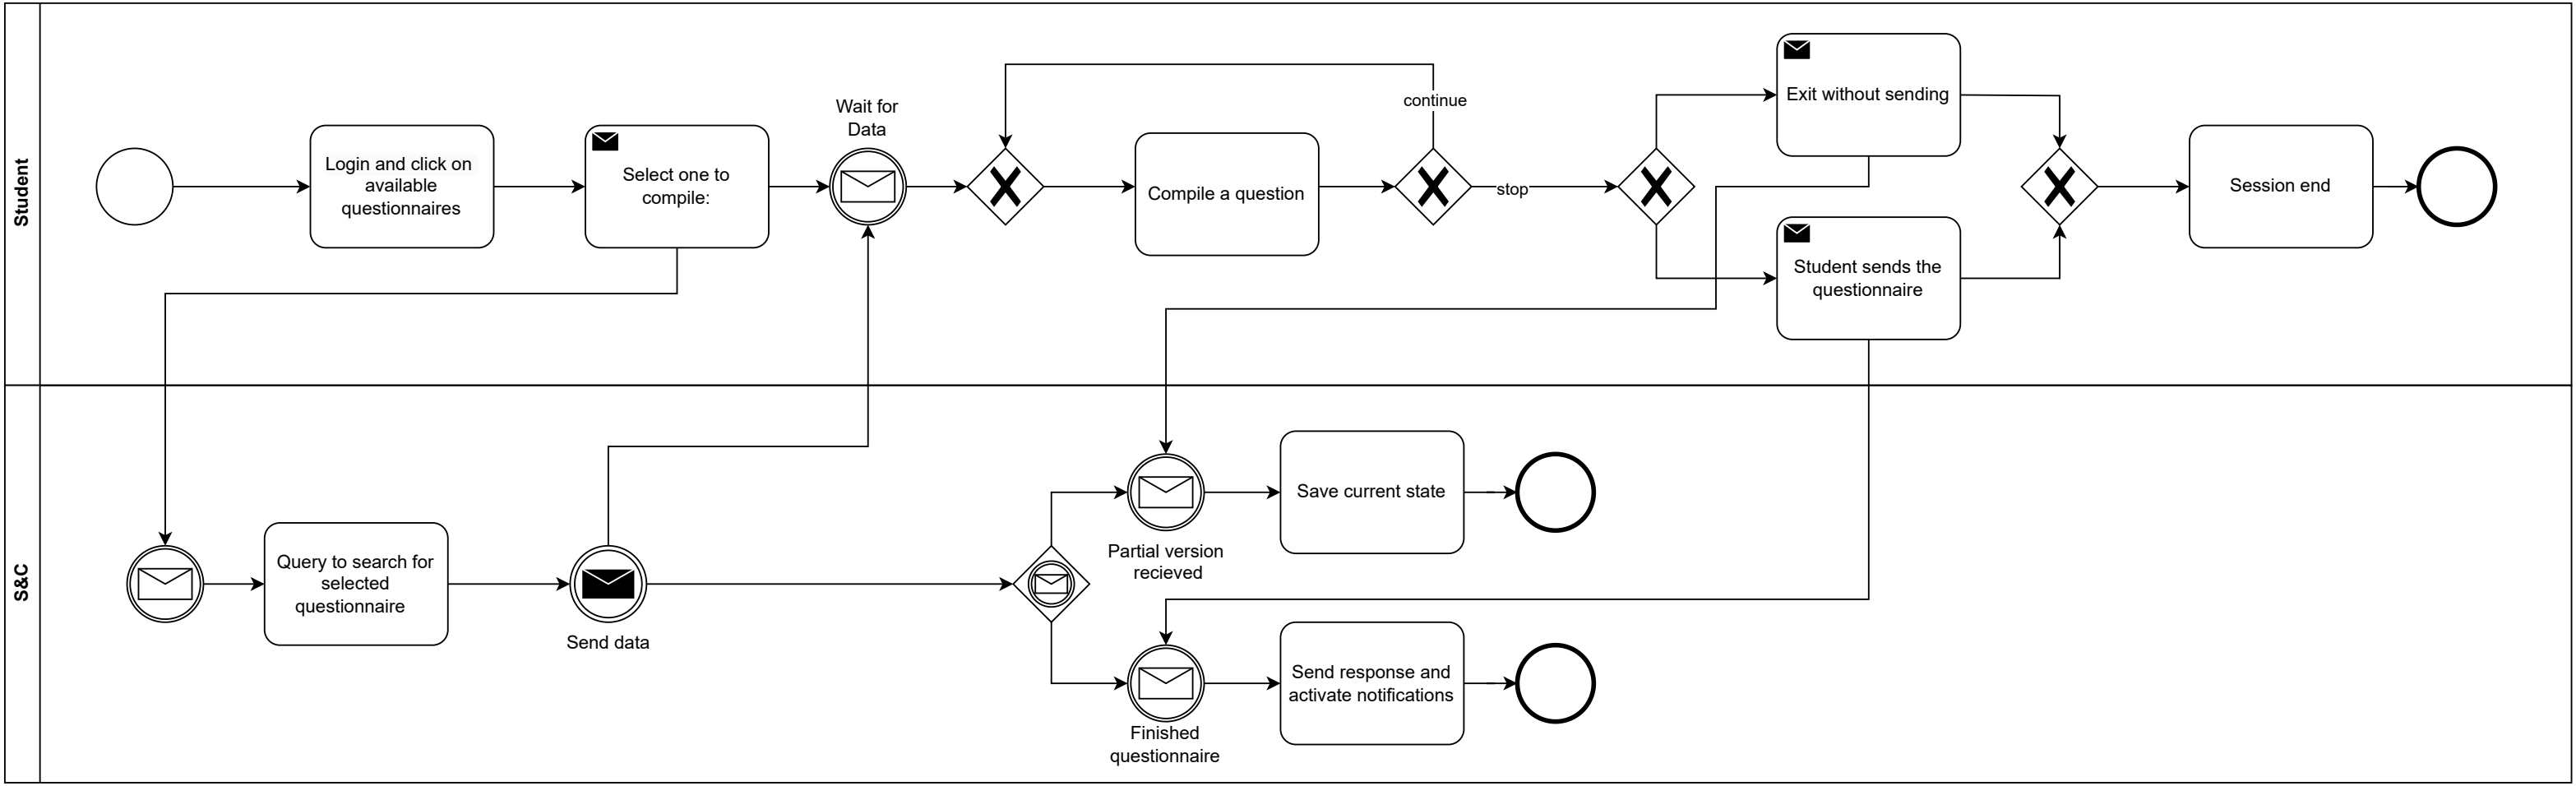 Student
Login and click on
available
questionnaires
Select one to
compile:
Wait for
Data
Compile a question
continue
stop
Exit without sending
Student sends the
questionnaire
Session end
S&C
Query to search for
selected
questionnaire
Send data
Partial version
recieved
Save current state
Finished
questionnaire
Send response and
activate notifications